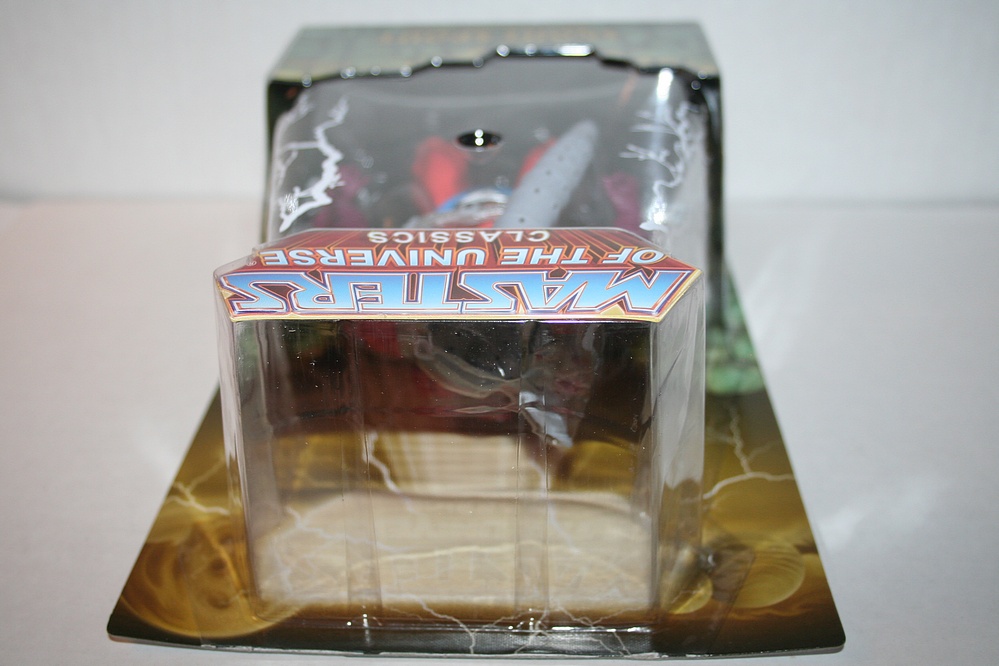 MASTERS
OF THE UNIVERSE
CLASSICS